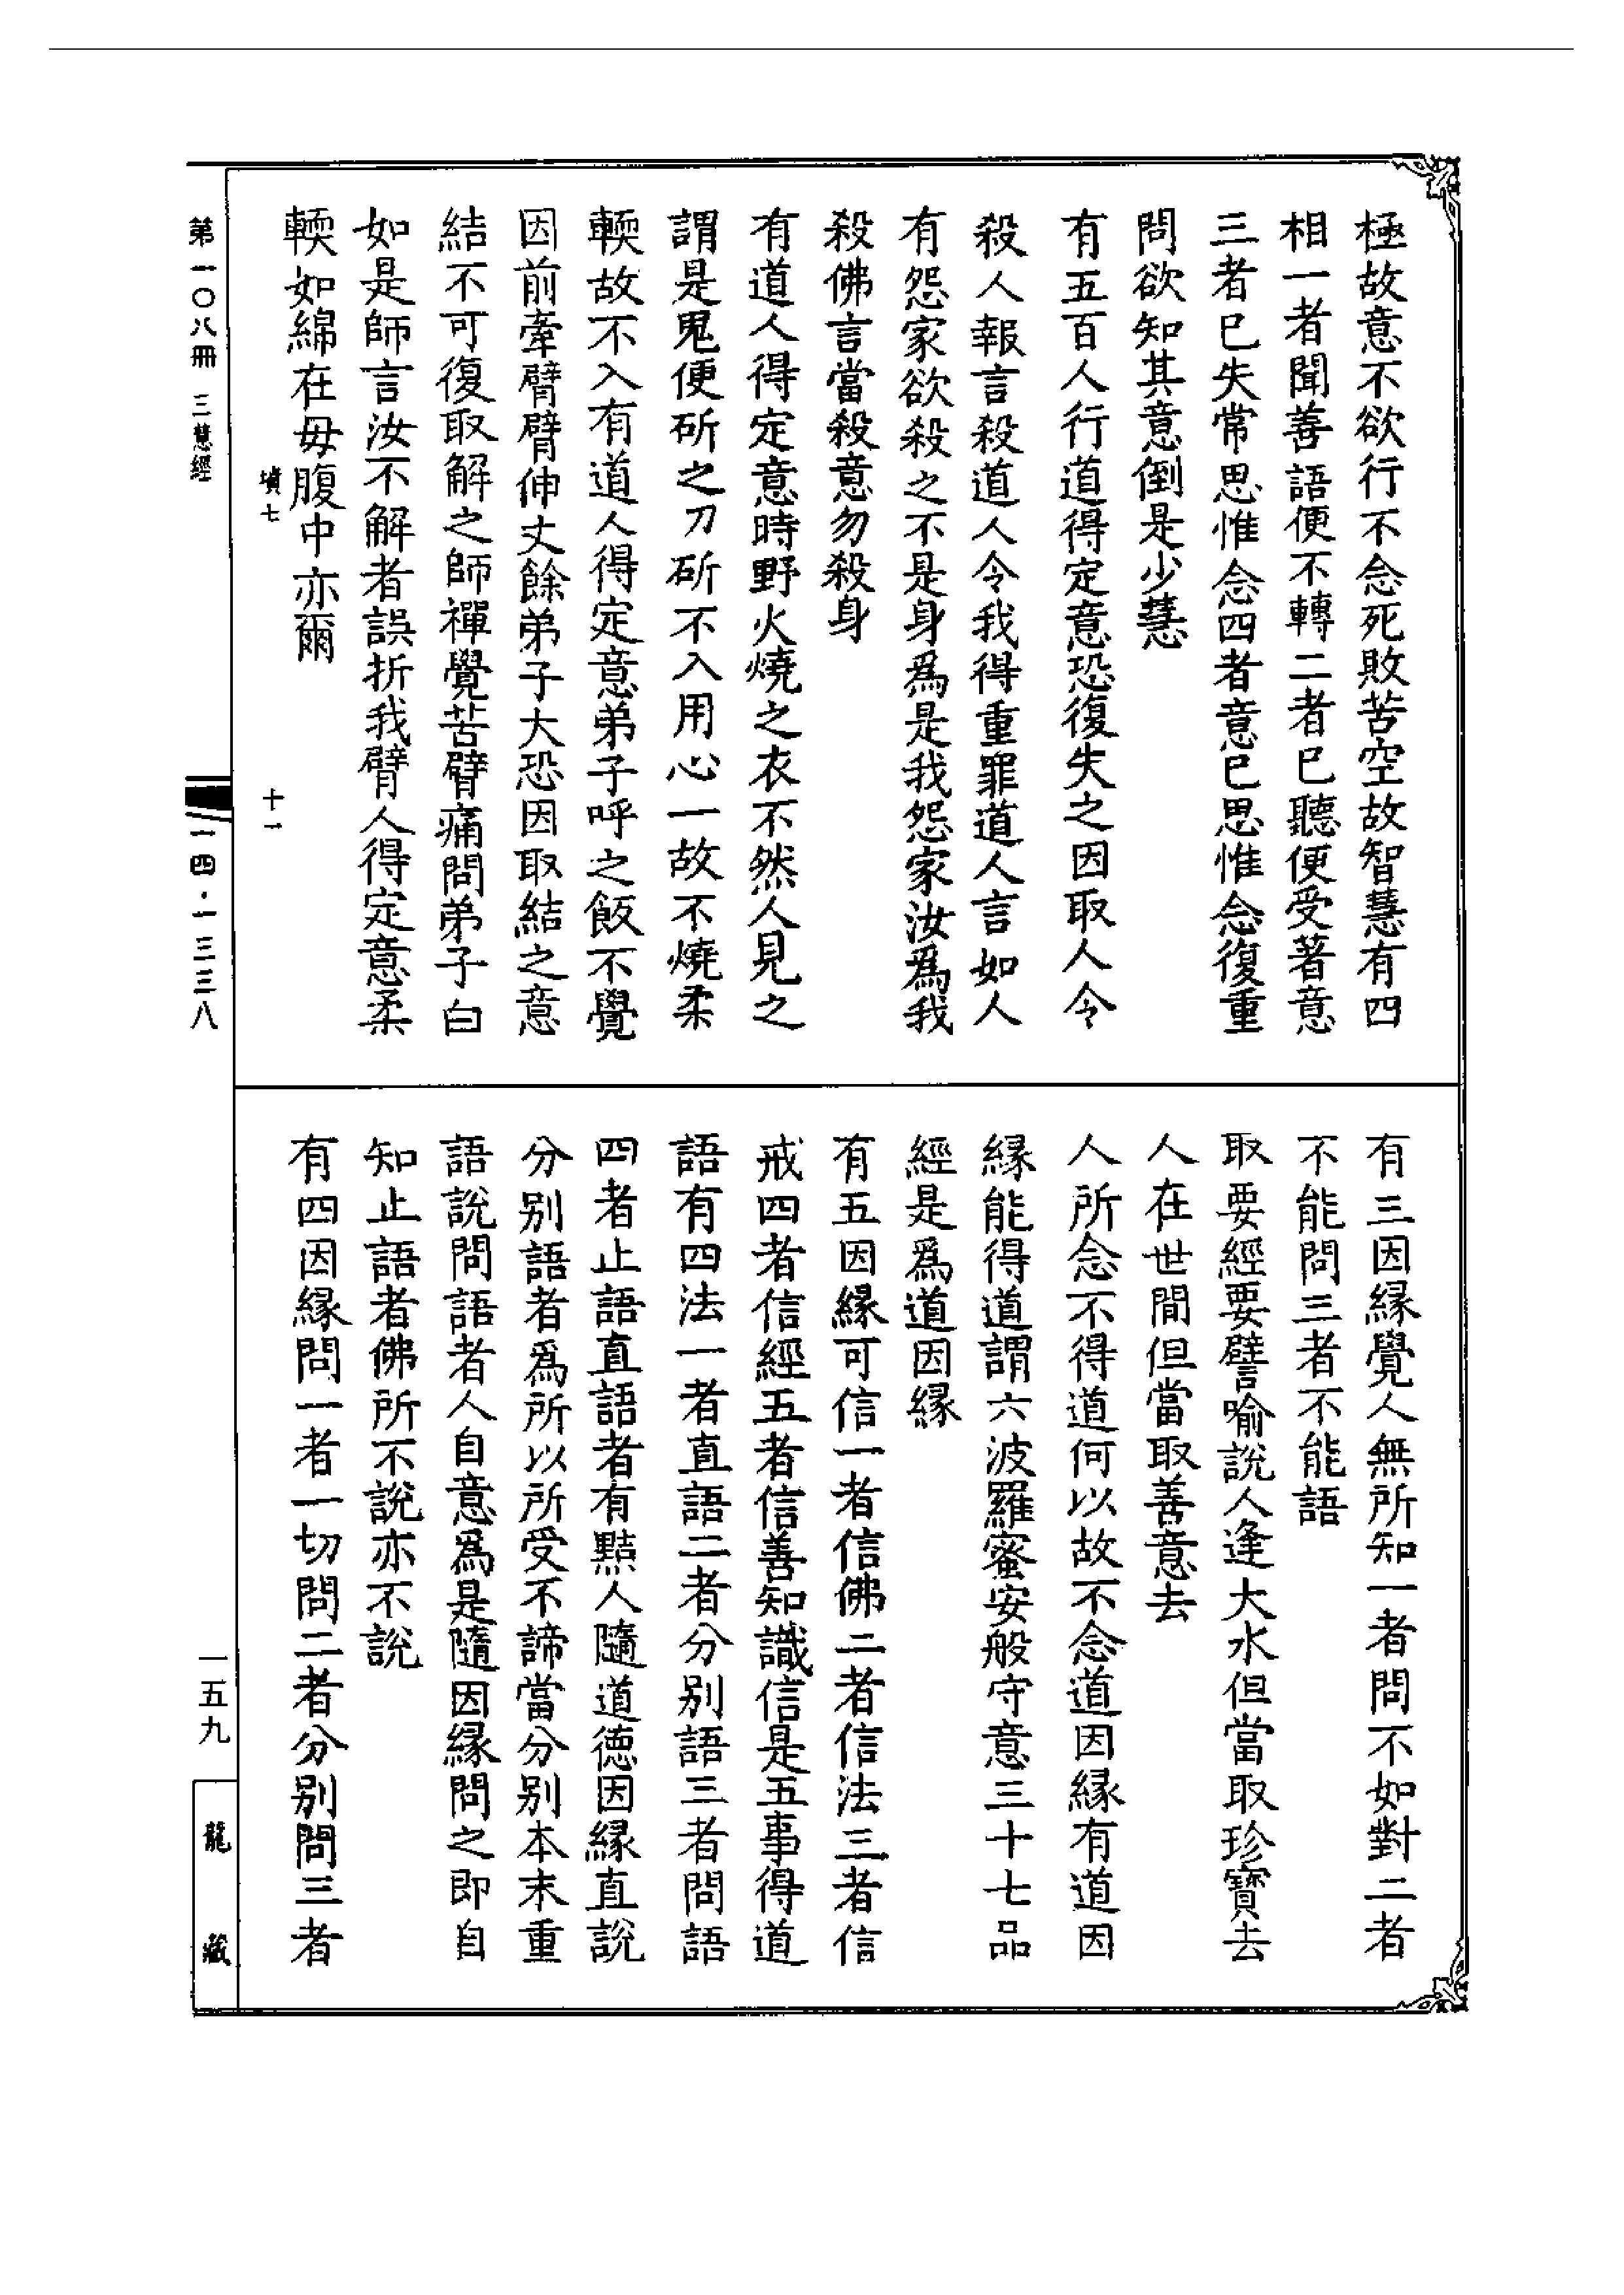 極故意不欲行不念死敗苦空故智慧有四
相一者聞善語便不轉二者已聽便受著意
三者已失常思惟念四者意已思惟念復重
問欲知其意倒是少慧
有五百人行道得定意恐復失之因取人令
殺人報言殺道人令我得重罪道人言如人
有怨家欲殺之不是身爲是我怨家汝爲我
殺佛言當殺意勿殺身
有道人得定意時野火燒之衣不然人見之
謂是鬼便斫之刀斫不入用心一故不燒柔
輭故不入有道人得定意弟子呼之飯不覺
因前牽臂臂伸丈餘弟子大恐因取結之意
結不可復取解之師禪覺苦臂痛問弟子白
如是師言汝不解者誤折我臂人得定意柔
輭如綿在毋腹中亦爾
墳七
十一
有三因緣覺人無所知一者問不如對二者
不能問三者不能語
取要經要譬喻說人逢大水但當取珍寶去
人在世間但當取善意去
人所念不得道何以故不念道因緣有道因
緣能得道謂六波羅蜜安般守意三十七品
經是爲道因緣
有五因緣可信一者信佛二者信法三者信
戒四者信經五者信善知識信是五事得道
語有四法一者直語二者分別語三者問語
四者止語直語者有黠人隨道德因緣直說
分別語者爲所以所受不諦當分別本末重
語說問語者人自意爲是隨因緣問之即自
知止語者佛所不說亦不說
有四因緣問一者一切問二者分別問三者
第一〇八冊 三慧經
一四·一三三八
一五九
龍藏